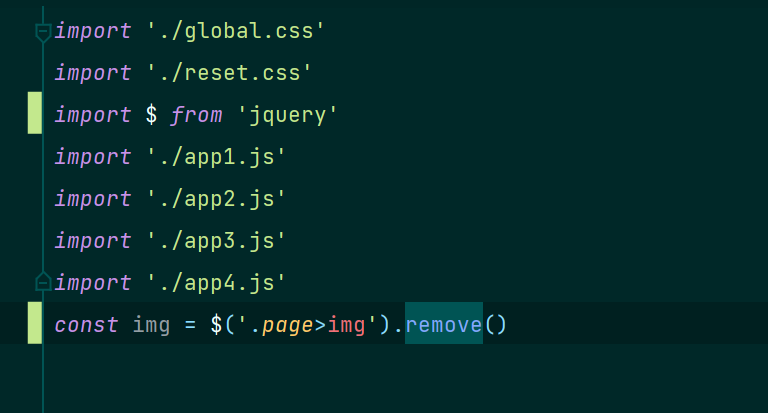 import './global.css'
import './reset.css'
import $ from 'jquery'
import './app1.js'
import './app2.js'
import './app3.js'
import './app4.js'
const img = $('.page>img').remove()